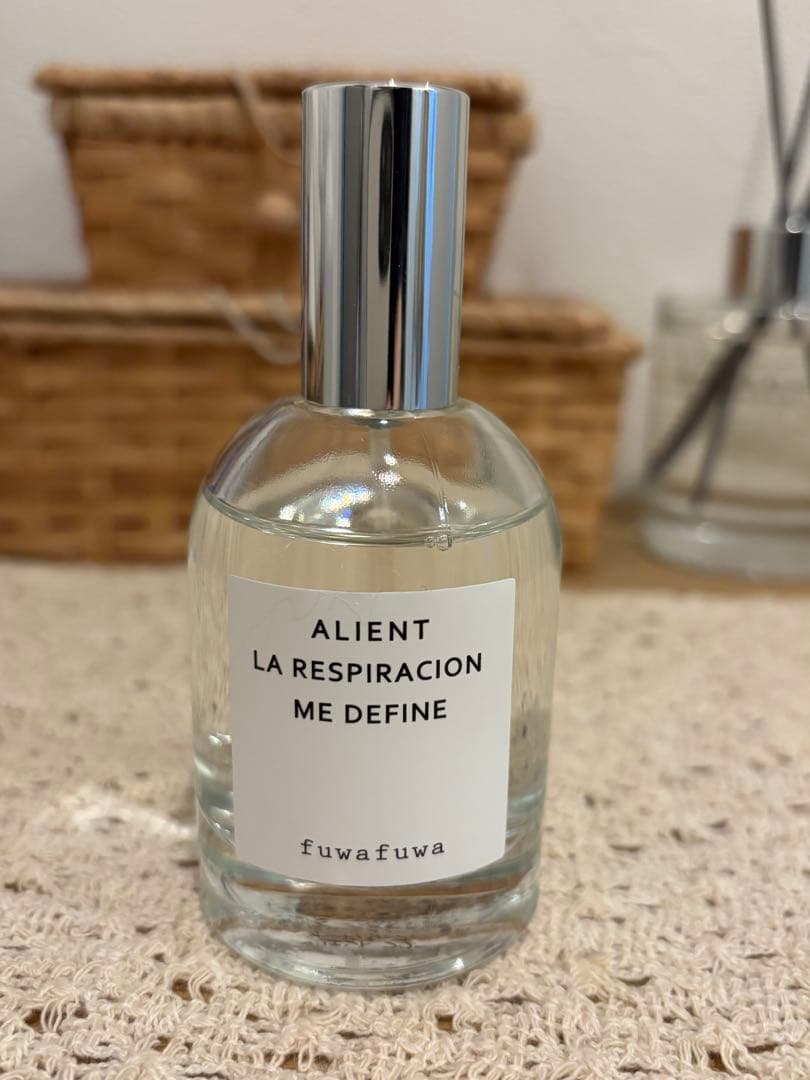 ALIENT
LA RESPIRACION
ME DEFINE
fuwafuwa